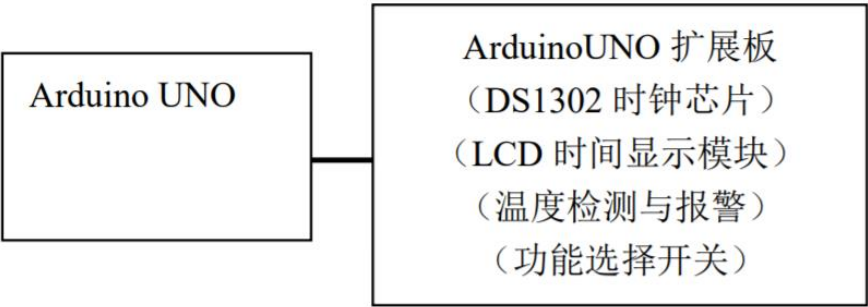 Arduino UNO
ArduinoUNO 扩展板
（DS1302 时钟芯片）
（LCD 时间显示模块）
（温度检测与报警）
（功能选择开关）